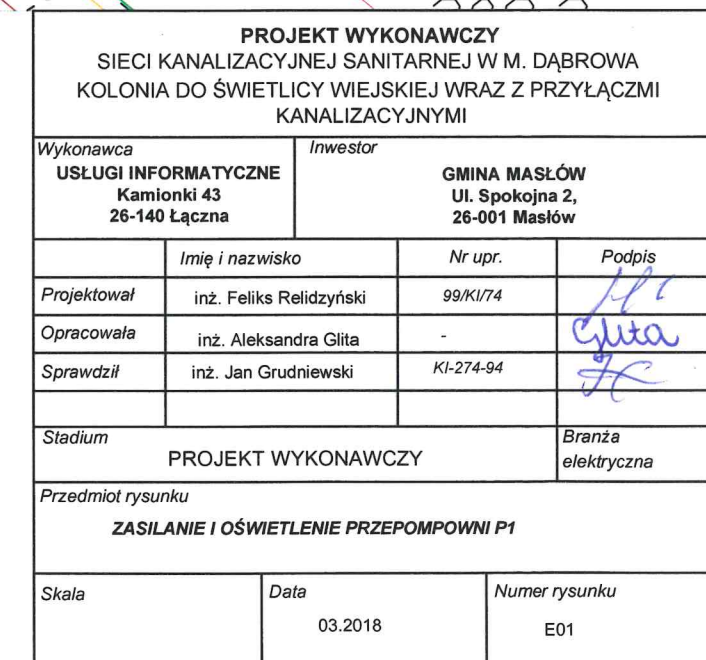 PROJEKT WYKONAWCZY
SIECI KANALIZACYJNEJ SANITARNEJ W M. DĄBROWA
KOLONIA DO ŚWIETLICY WIEJSKIEJ WRAZ Z PRZYŁĄCZMI
KANALIZACYJNYMI
Wykonawca
USŁUGI INFORMATYCZNE
Kamionki 43
26-140 Łączna
Inwestor
GMINA MASŁÓW
Ul. Spokojna 2,
26-001 Masłów
Imię i nazwisko Nr upr. Podpis
Projektował inż. Feliks Relidzyński 99/KI/74
Opracowała inż. Aleksandra Glita - Glita
Sprawdził inż. Jan Grudniewski KI-274-94
Stadium
PROJEKT WYKONAWCZY
Branża
elektryczna
Przedmiot rysunku
ZASILANIE I OŚWIETLENIE PRZEPOMPOWNI P1
Skala
Data
03.2018
Numer rysunku
E01